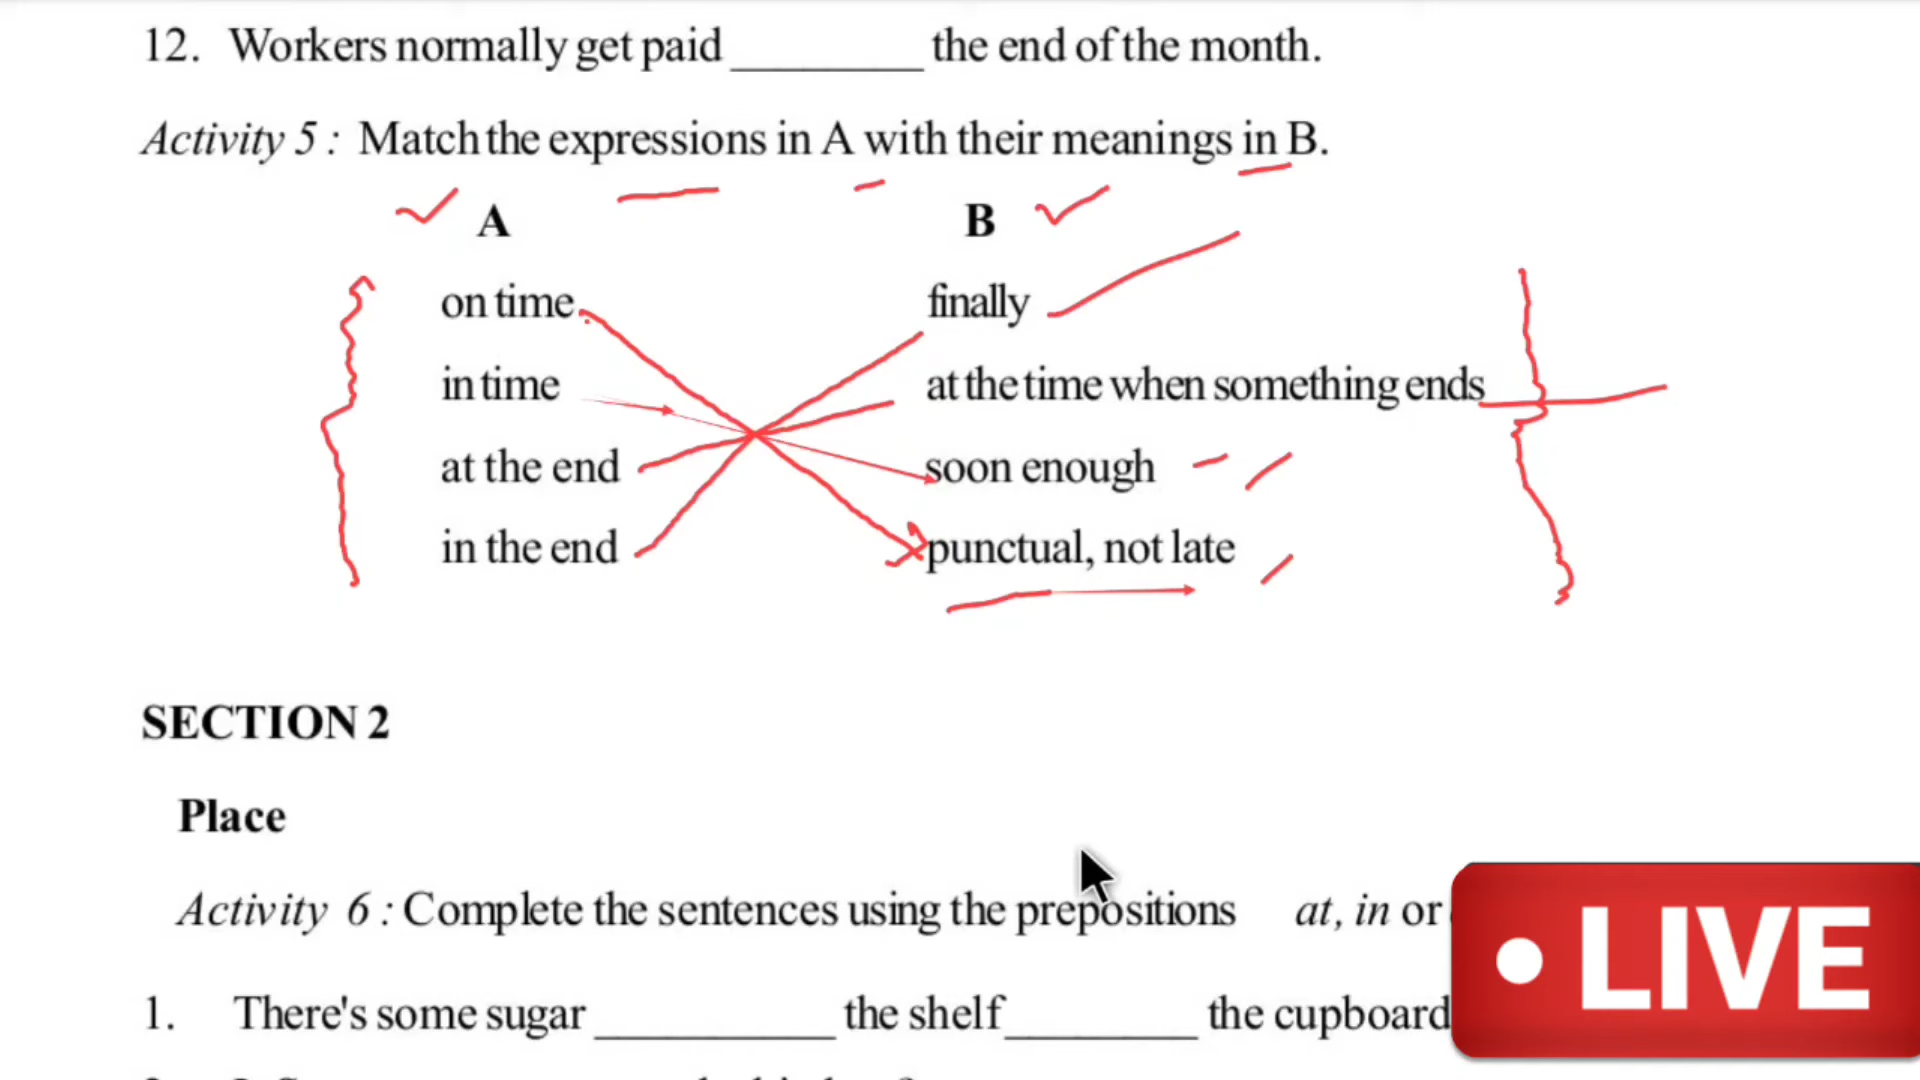 12. Workers normally get paid ________ the end of the month.
Activity 5 : Match the expressions in A with their meanings in B.
A B
on time finally
in time at the time when something ends
at the end soon enough
in the end punctual, not late
SECTION 2
Place
Activity 6 : Complete the sentences using the prepositions at, in or
1. There's some sugar __________ the shelf ________ the cupboard
LIVE